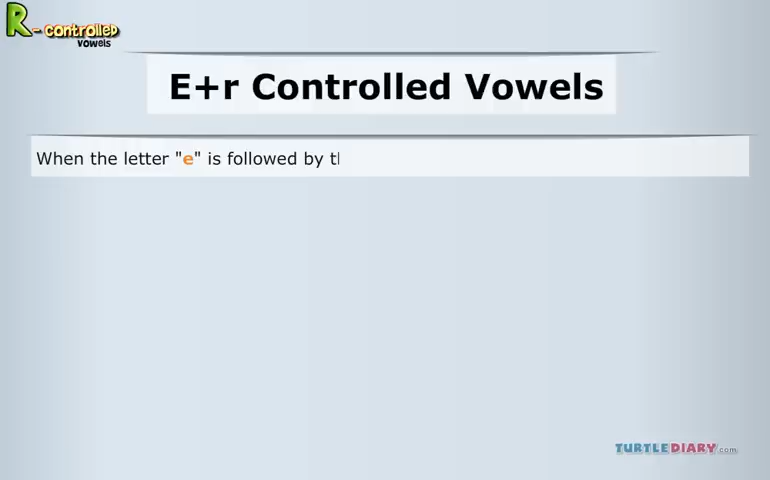 R-controlled
vowels
E+r Controlled Vowels
When the letter "e" is followed by t
TURTLEDIARY.com